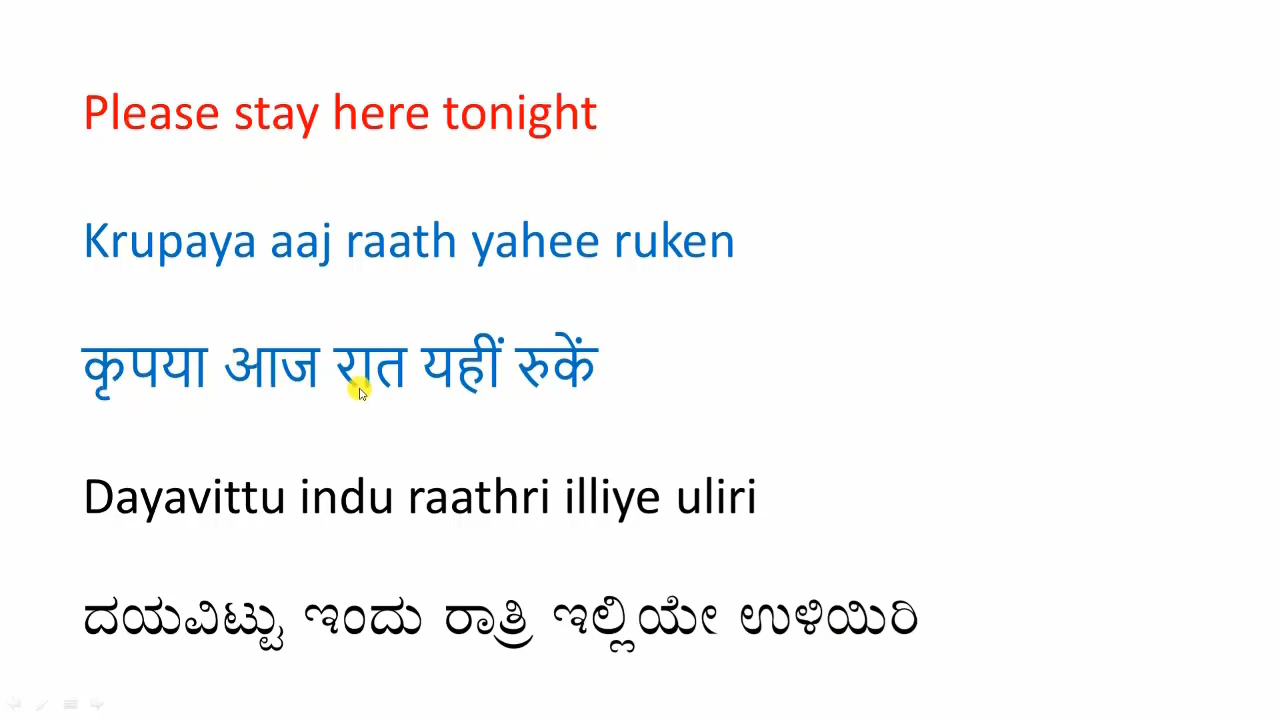 Please stay here tonight
Krupaya aaj raath yahee ruken
कृपया आज रात यहीं रुकें
Dayavittu indu raathri illiye uliri
ದಯವಿಟ್ಟು ಇಂದು ರಾತ್ರಿ ಇಲ್ಲಿಯೇ ಉಳಿಯಿರಿ